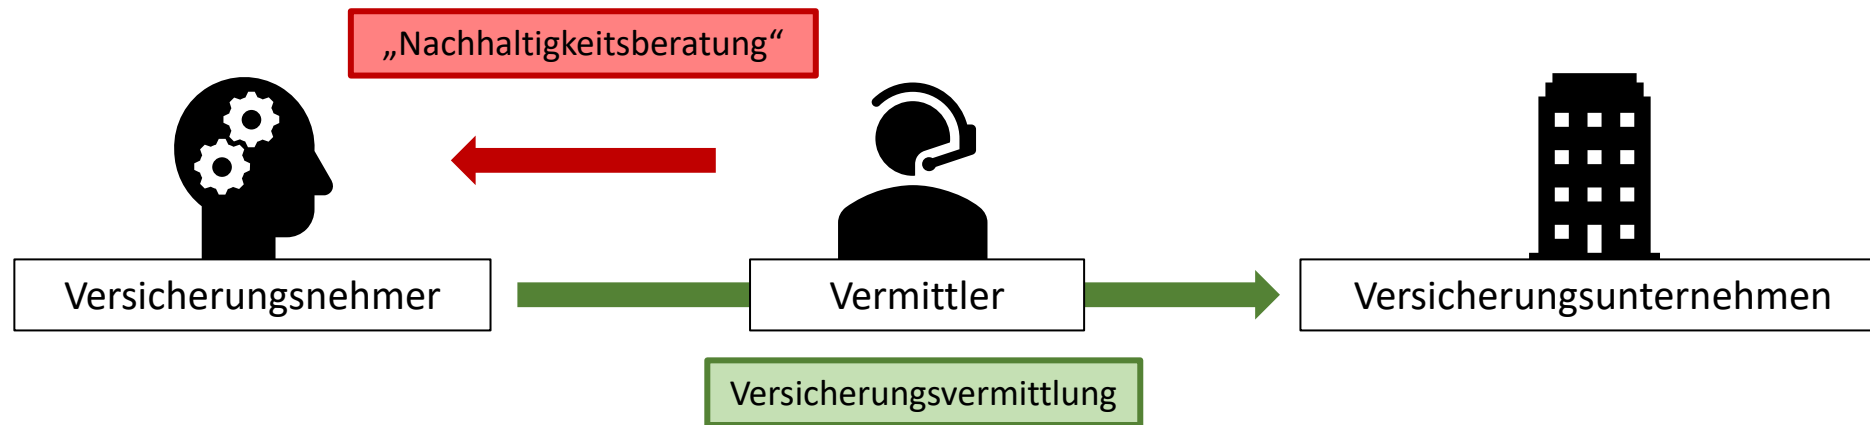 „Nachhaltigkeitsberatung“
Versicherungsnehmer
Vermittler
Versicherungsunternehmen
Versicherungsvermittlung